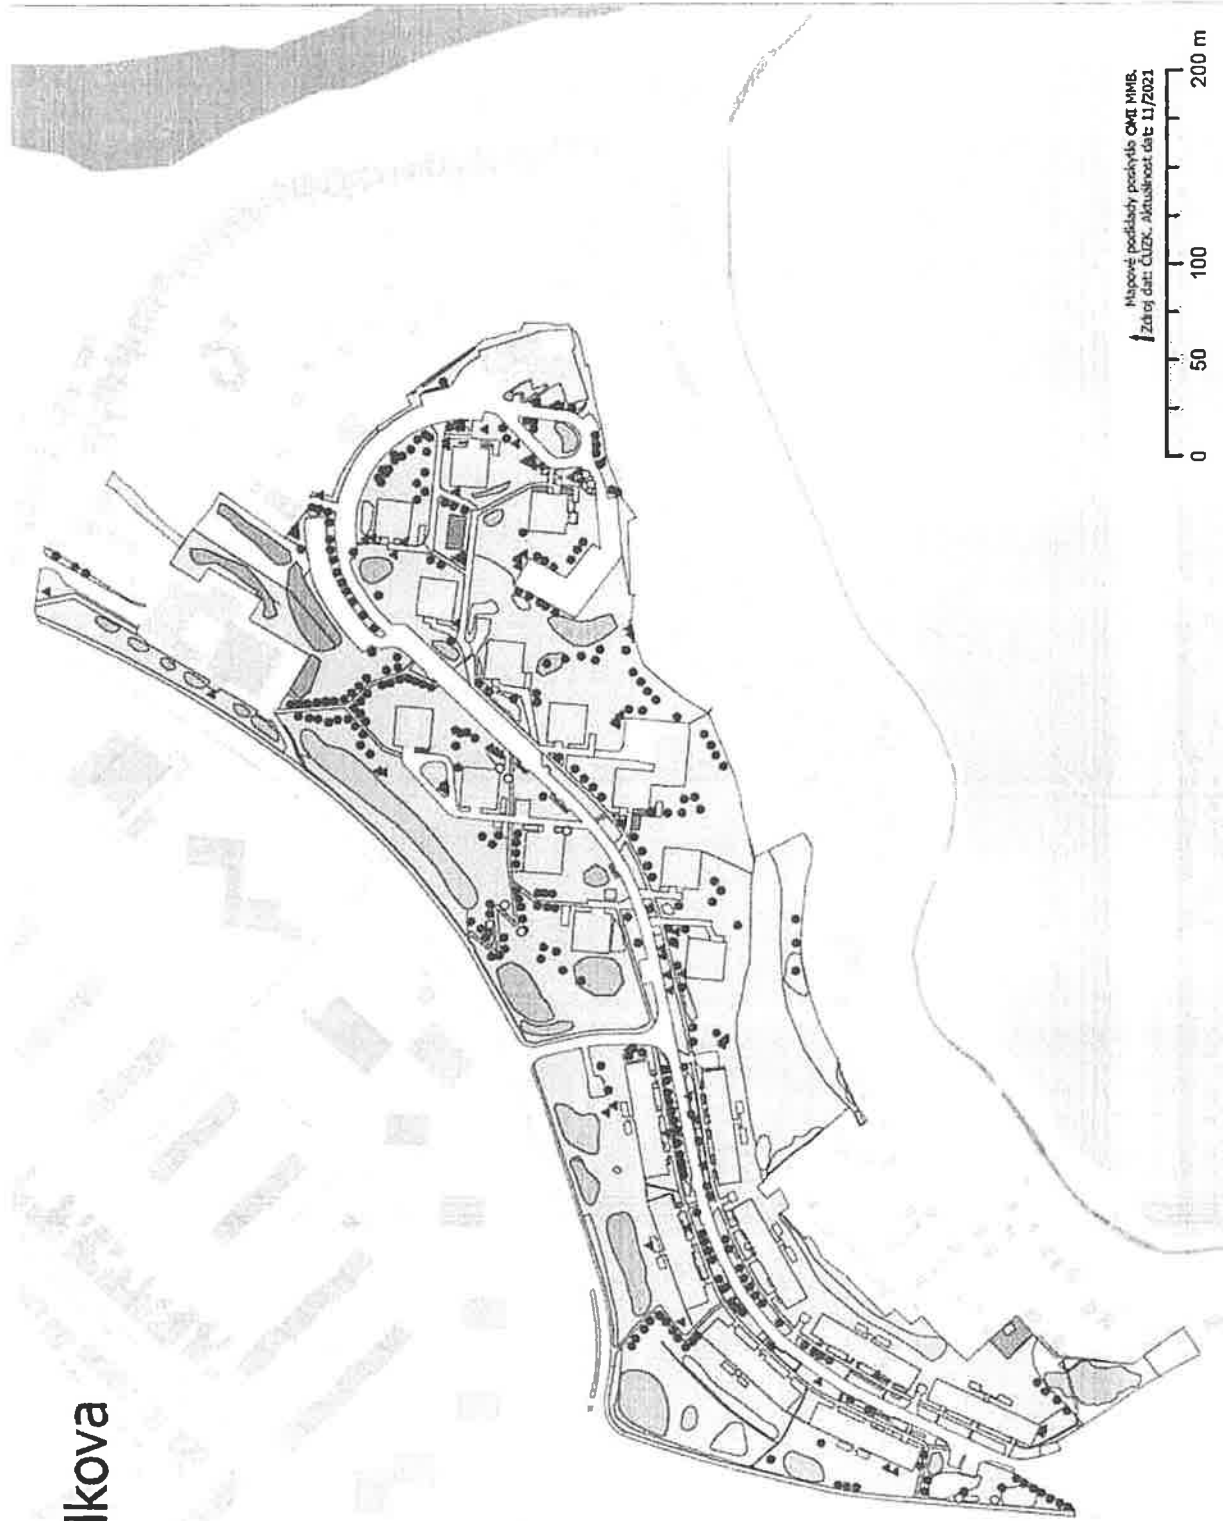 lkova
Mapové podklady poskytlo OMI MMB.
Zdroj dat: ČÚZK. Aktuálnost dat: 11/2021
0 50 100 200 m